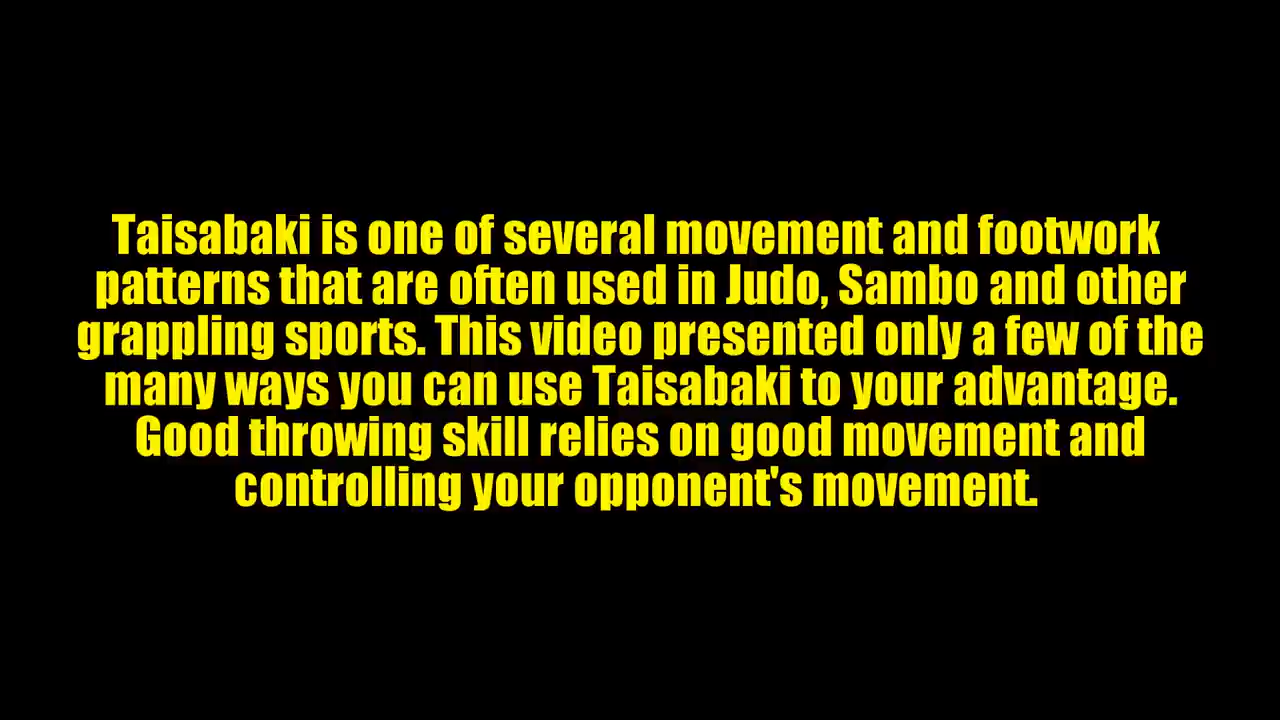 Taisabaki is one of several movement and footwork
patterns that are often used in Judo, Sambo and other
grappling sports. This video presented only a few of the
many ways you can use Taisabaki to your advantage.
Good throwing skill relies on good movement and
controlling your opponent's movement.